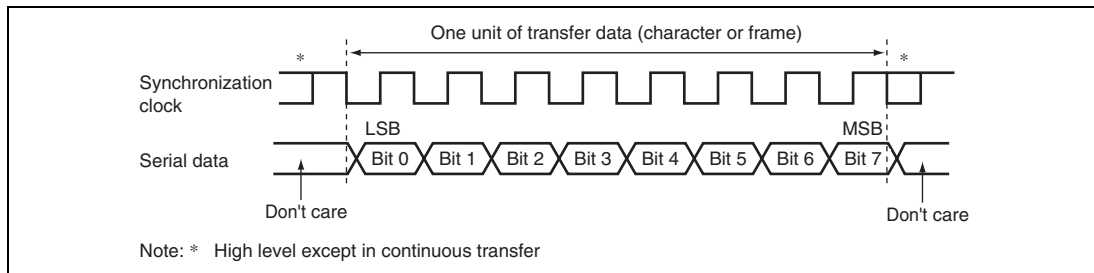 One unit of transfer data (character or frame)
* *
Synchronization
clock
LSB MSB
Serial data Bit 0 Bit 1 Bit 2 Bit 3 Bit 4 Bit 5 Bit 6 Bit 7
Don't care Don't care
Note: * High level except in continuous transfer